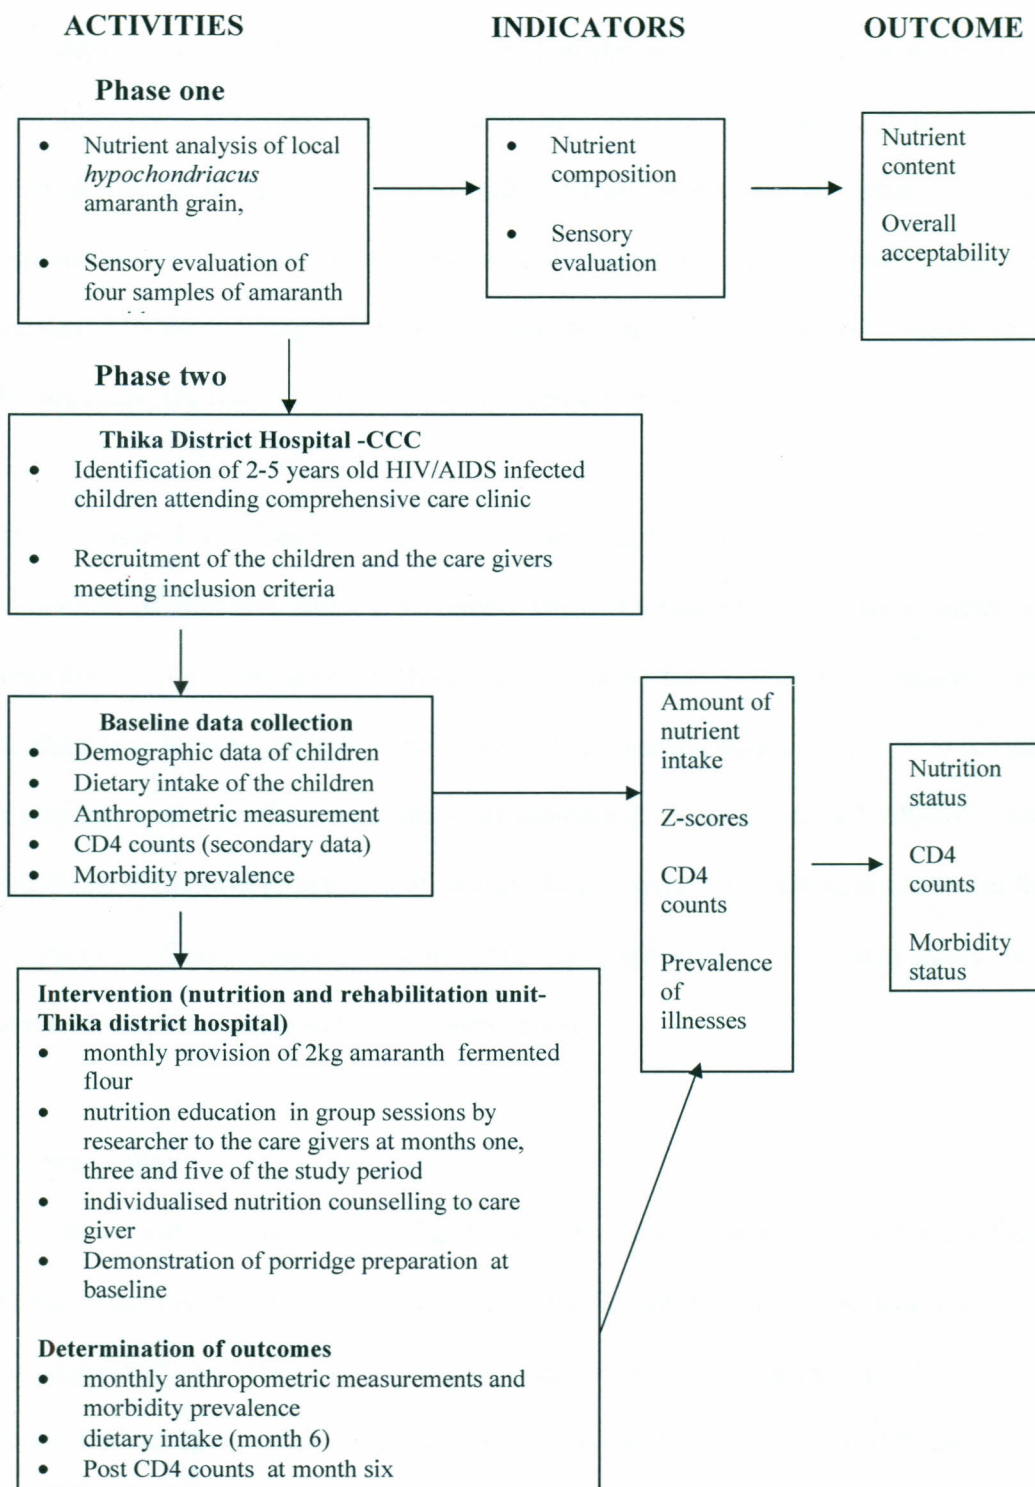 ACTIVITIES
INDICATORS
OUTCOME
Phase one
• Nutrient analysis of local
hypochondriacus
amaranth grain,
• Sensory evaluation of
four samples of amaranth
• Nutrient
composition
• Sensory
evaluation
Nutrient
content
Overall
acceptability
Phase two
Thika District Hospital -CCC
• Identification of 2-5 years old HIV/AIDS infected
children attending comprehensive care clinic
• Recruitment of the children and the care givers
meeting inclusion criteria
Baseline data collection
• Demographic data of children
• Dietary intake of the children
• Anthropometric measurement
• CD4 counts (secondary data)
• Morbidity prevalence
Amount of
nutrient
intake
Z-scores
CD4
counts
Prevalence
of
illnesses
Nutrition
status
CD4
counts
Morbidity
status
Intervention (nutrition and rehabilitation unit-
Thika district hospital)
• monthly provision of 2kg amaranth fermented
flour
• nutrition education in group sessions by
researcher to the care givers at months one,
three and five of the study period
• individualised nutrition counselling to care
giver
• Demonstration of porridge preparation at
baseline
Determination of outcomes
• monthly anthropometric measurements and
morbidity prevalence
• dietary intake (month 6)
• Post CD4 counts at month six